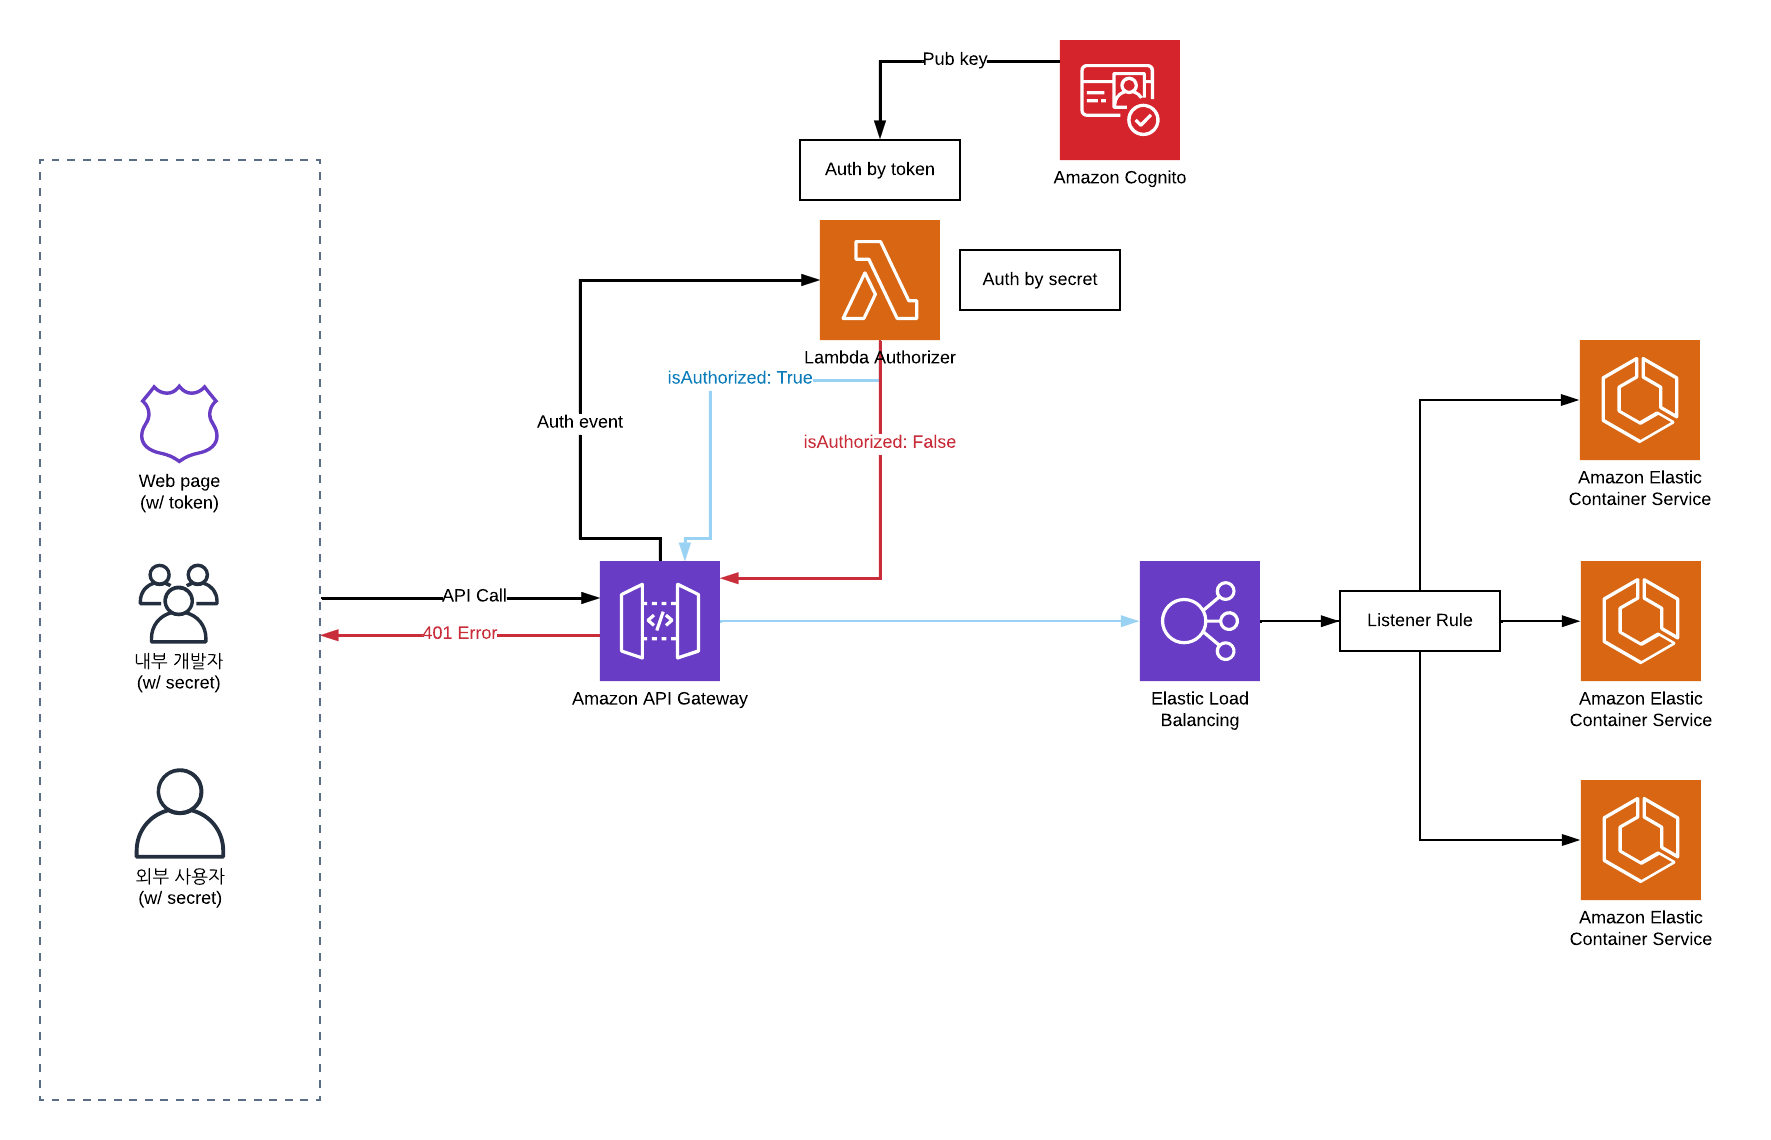 Pub key
Auth by token
Amazon Cognito
Auth by secret
Lambda Authorizer
isAuthorized: True
Auth event
isAuthorized: False
Web page
(w/ token)
내부 개발자
(w/ secret)
외부 사용자
(w/ secret)
API Call
401 Error
Amazon API Gateway
Elastic Load
Balancing
Listener Rule
Amazon Elastic
Container Service
Amazon Elastic
Container Service
Amazon Elastic
Container Service